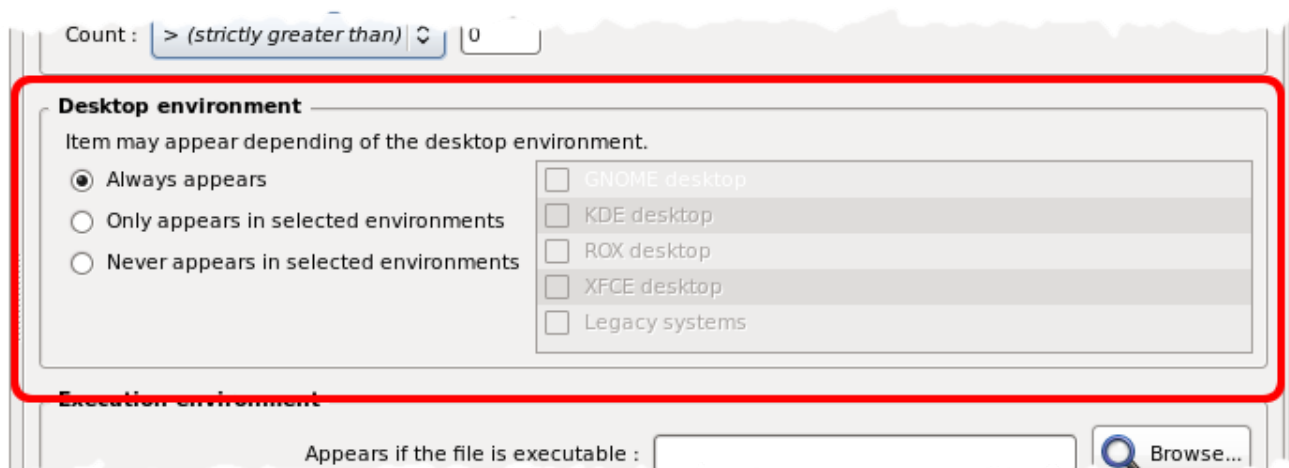 Count : > (strictly greater than) 0
Desktop environment
Item may appear depending of the desktop environment.
Always appears
Only appears in selected environments
Never appears in selected environments
GNOME desktop
KDE desktop
ROX desktop
XFCE desktop
Legacy systems
Execution environment
Appears if the file is executable : Browse...